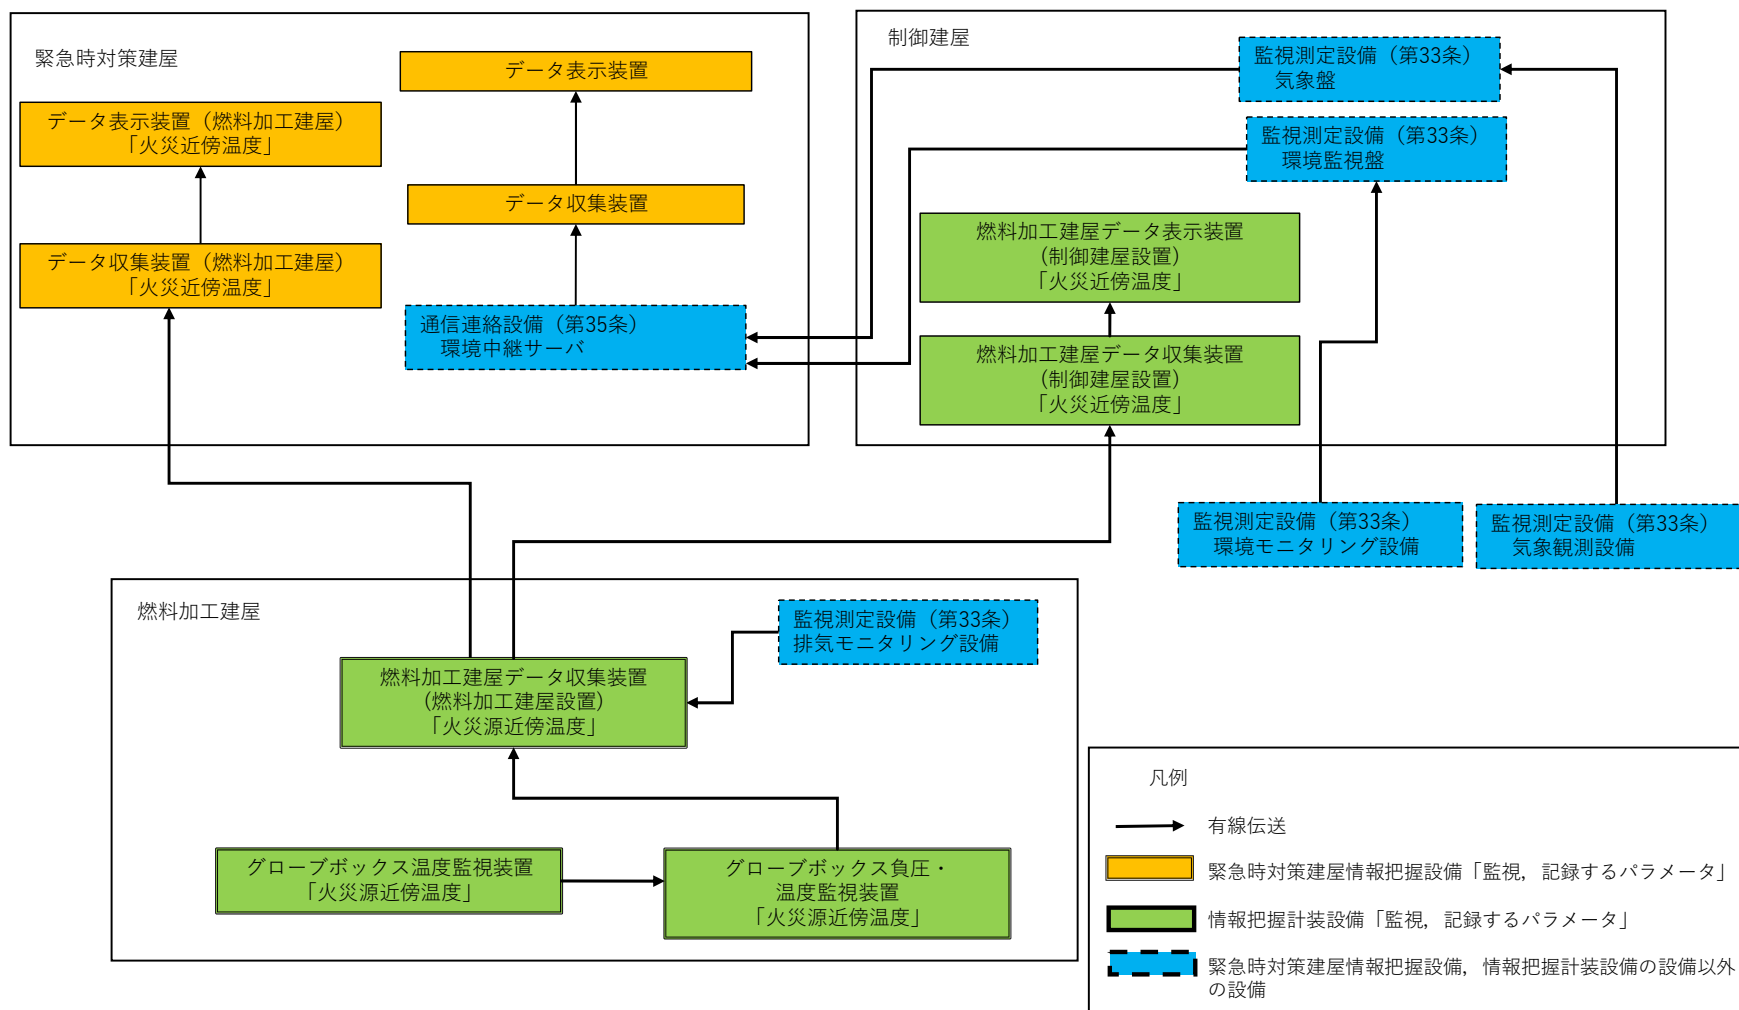 緊急時対策建屋
データ表示装置
データ表示装置（燃料加工建屋）
「火災近傍温度」
データ収集装置
データ収集装置（燃料加工建屋）
「火災近傍温度」
通信連絡設備（第35条）
環境中継サーバ
制御建屋
監視測定設備（第33条）
気象盤
監視測定設備（第33条）
環境監視盤
燃料加工建屋データ表示装置
(制御建屋設置)
「火災近傍温度」
燃料加工建屋データ収集装置
(制御建屋設置)
「火災近傍温度」
監視測定設備（第33条）
環境モニタリング設備
監視測定設備（第33条）
気象観測設備
燃料加工建屋
監視測定設備（第33条）
排気モニタリング設備
燃料加工建屋データ収集装置
(燃料加工建屋設置)
「火災源近傍温度」
グローブボックス温度監視装置
「火災源近傍温度」
グローブボックス負圧・
温度監視装置
「火災源近傍温度」
凡例
有線伝送
緊急時対策建屋情報把握設備「監視，記録するパラメータ」
情報把握計装設備「監視，記録するパラメータ」
緊急時対策建屋情報把握設備，情報把握計装設備の設備以外
の設備